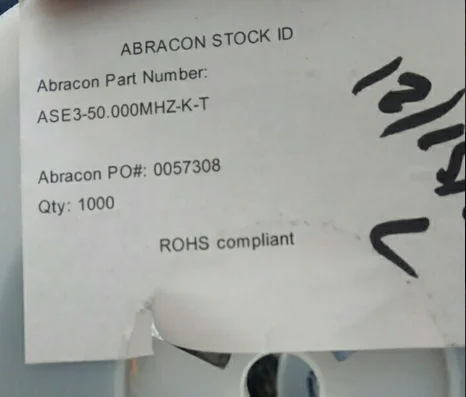 ABRACON STOCK ID
Abracon Part Number:
ASE3-50.000MHZ-K-T
Abracon PO#: 0057308
Qty: 1000
ROHS compliant